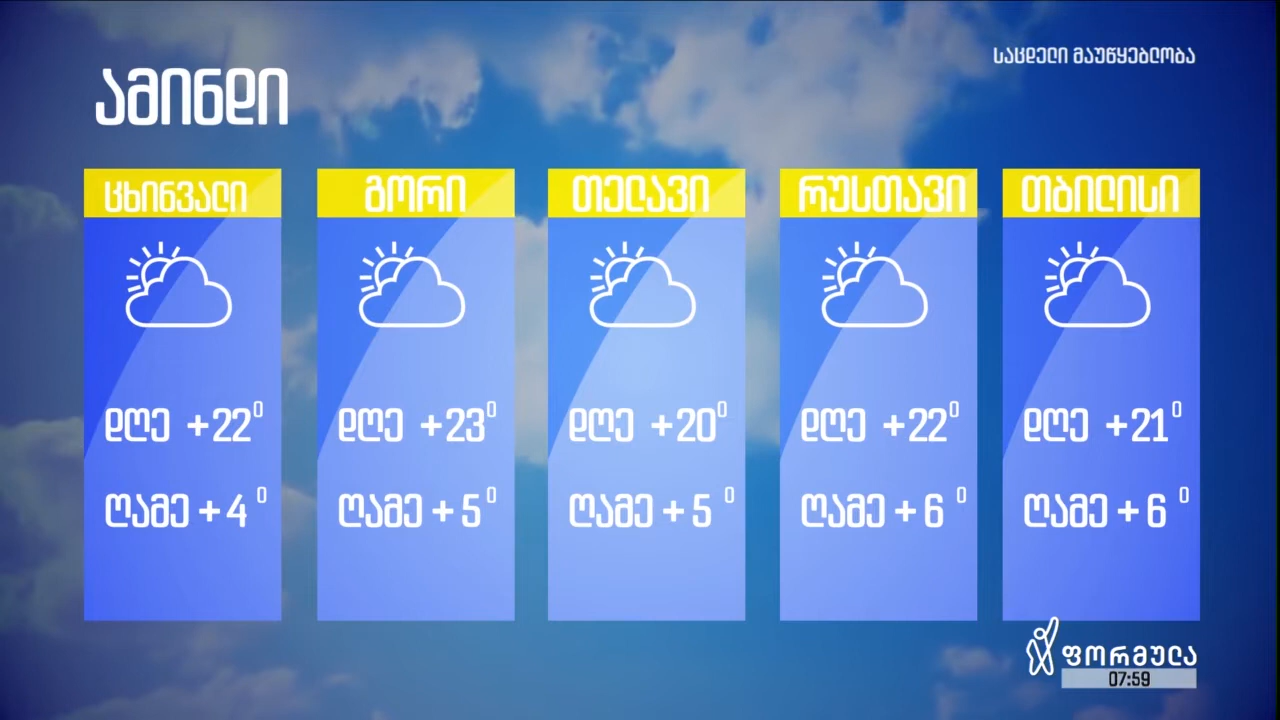 საცდელი მაუწყებლობა
ამინდი
ცხინვალი
დღე +22⁰
ღამე +4⁰
გორი
დღე +23⁰
ღამე +5⁰
თელავი
დღე +20⁰
ღამე +5⁰
რუსთავი
დღე +22⁰
ღამე +6⁰
თბილისი
დღე +21⁰
ღამე +6⁰
ფორმულა
07:59